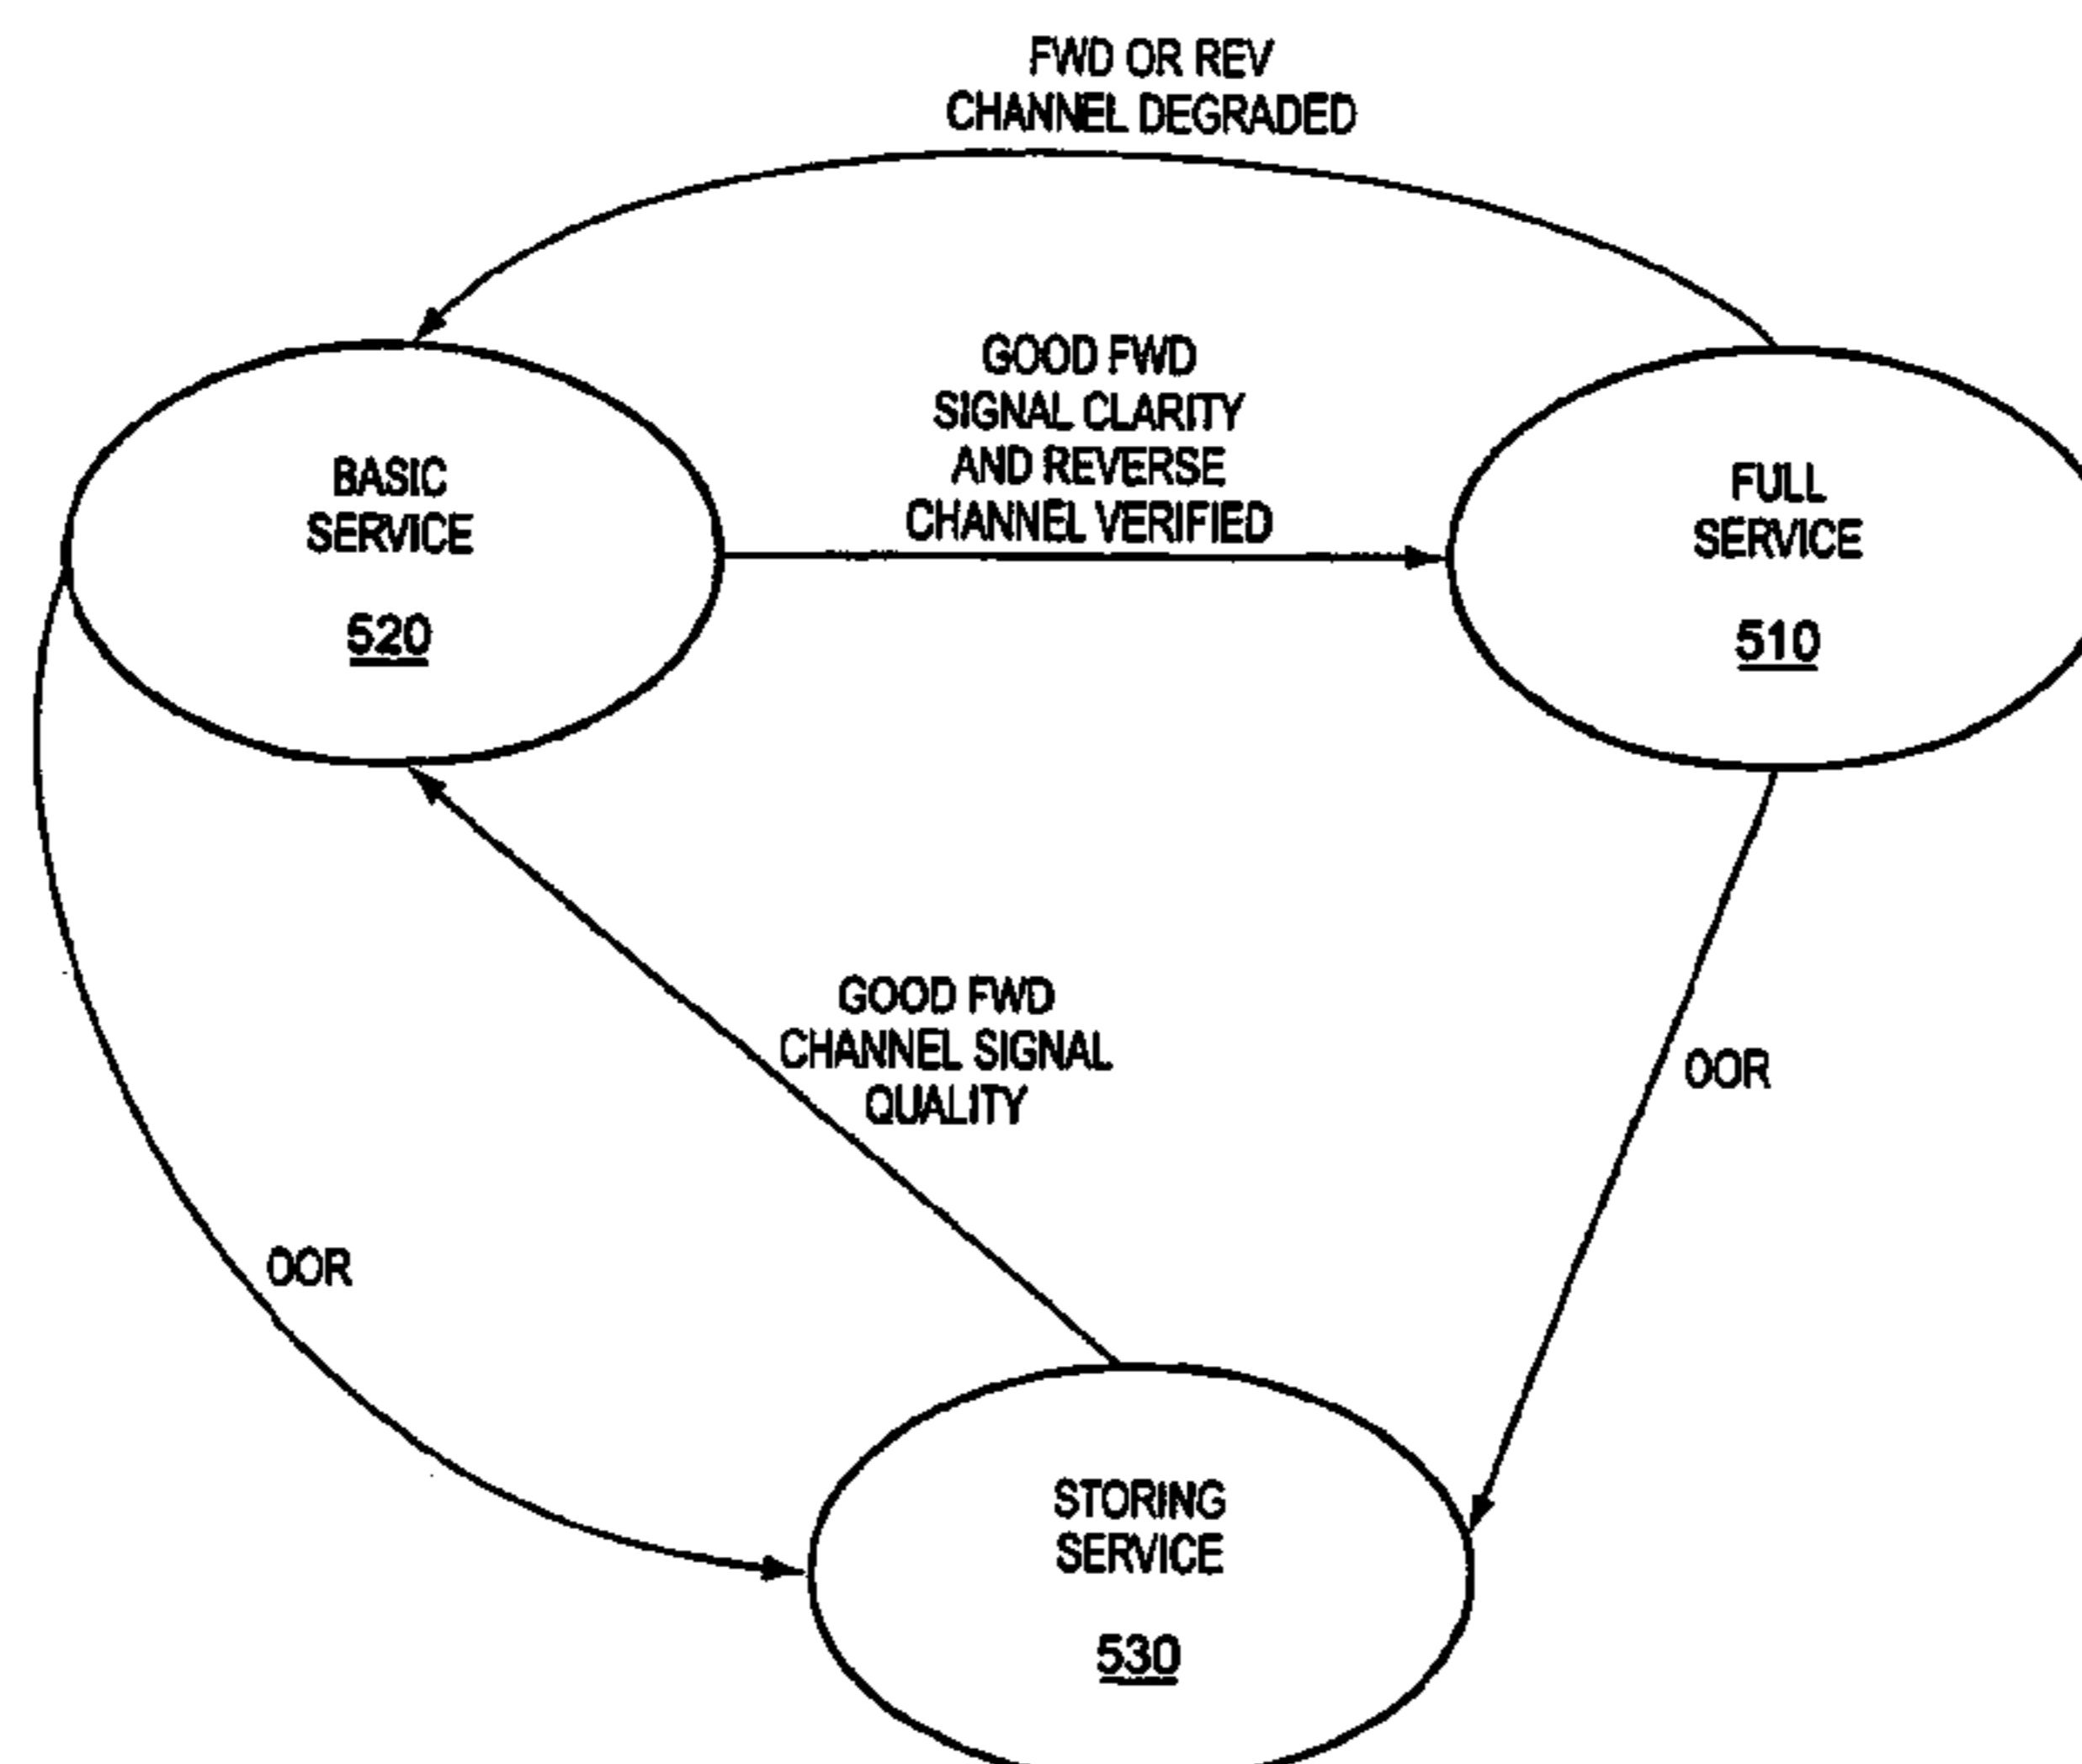 FWD OR REV
CHANNEL DEGRADED
GOOD FWD
SIGNAL CLARITY
AND REVERSE
CHANNEL VERIFIED
BASIC
SERVICE
520
FULL
SERVICE
510
GOOD FWD
CHANNEL SIGNAL
QUALITY
OOR
OOR
STORING
SERVICE
530